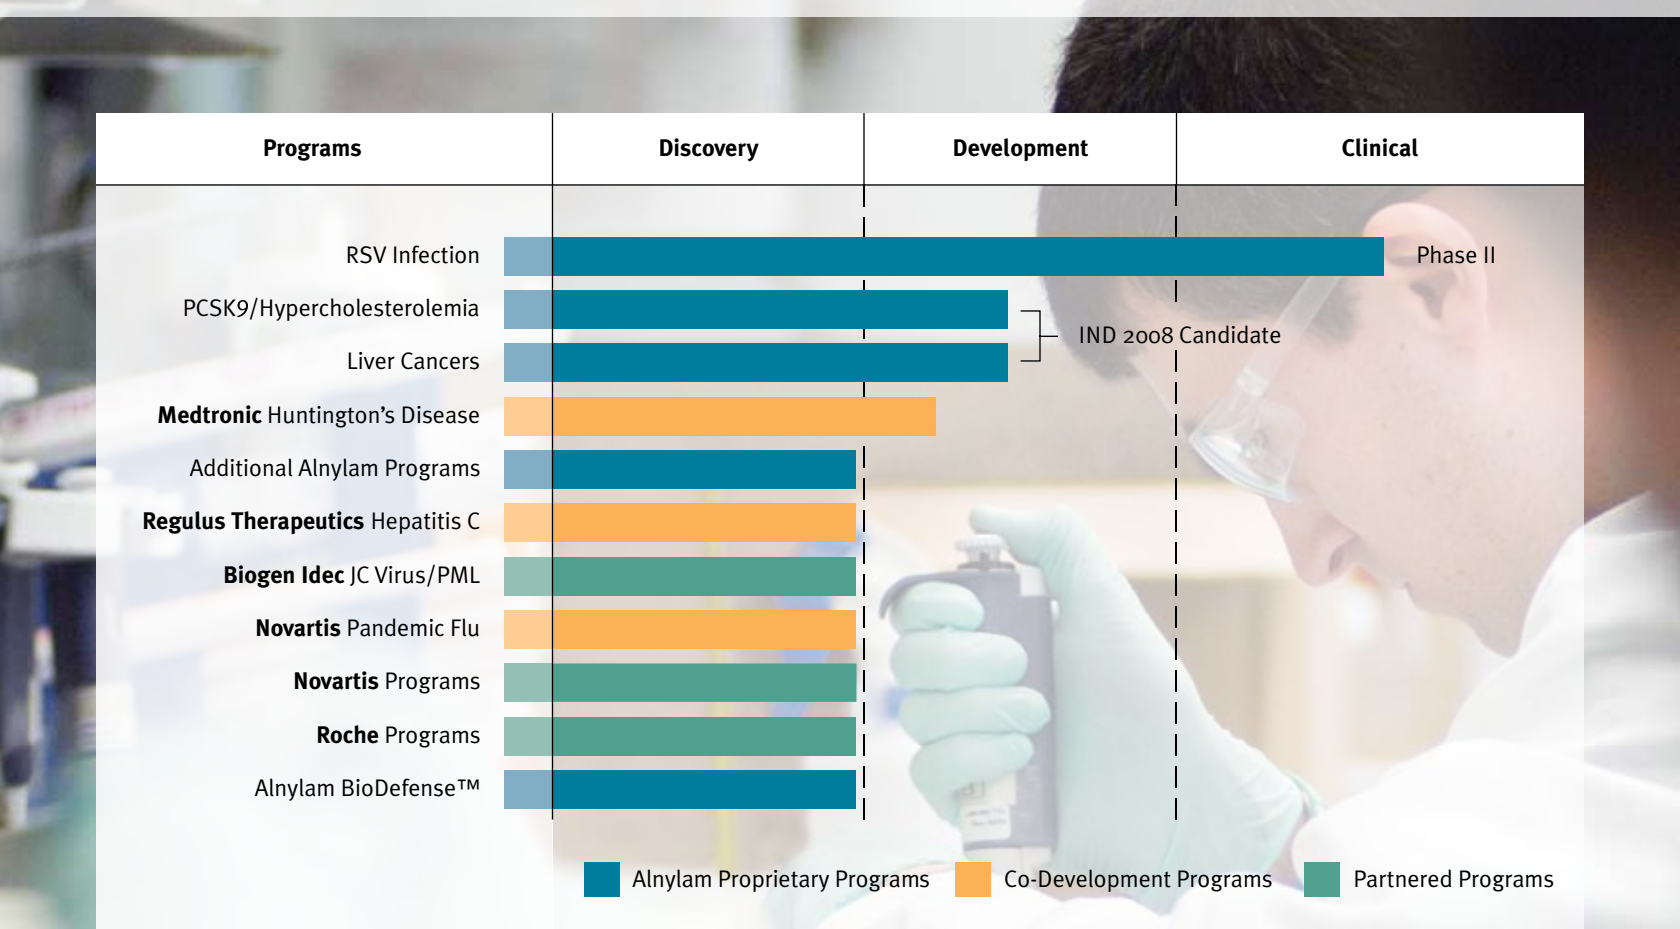 Programs Discovery Development Clinical
RSV Infection Phase II
PCSK9/Hypercholesterolemia
IND 2008 Candidate
Liver Cancers
Medtronic Huntington’s Disease
Additional Alnylam Programs
Regulus Therapeutics Hepatitis C
Biogen Idec JC Virus/PML
Novartis Pandemic Flu
Novartis Programs
Roche Programs
Alnylam BioDefense™
Alnylam Proprietary Programs Co-Development Programs Partnered Programs